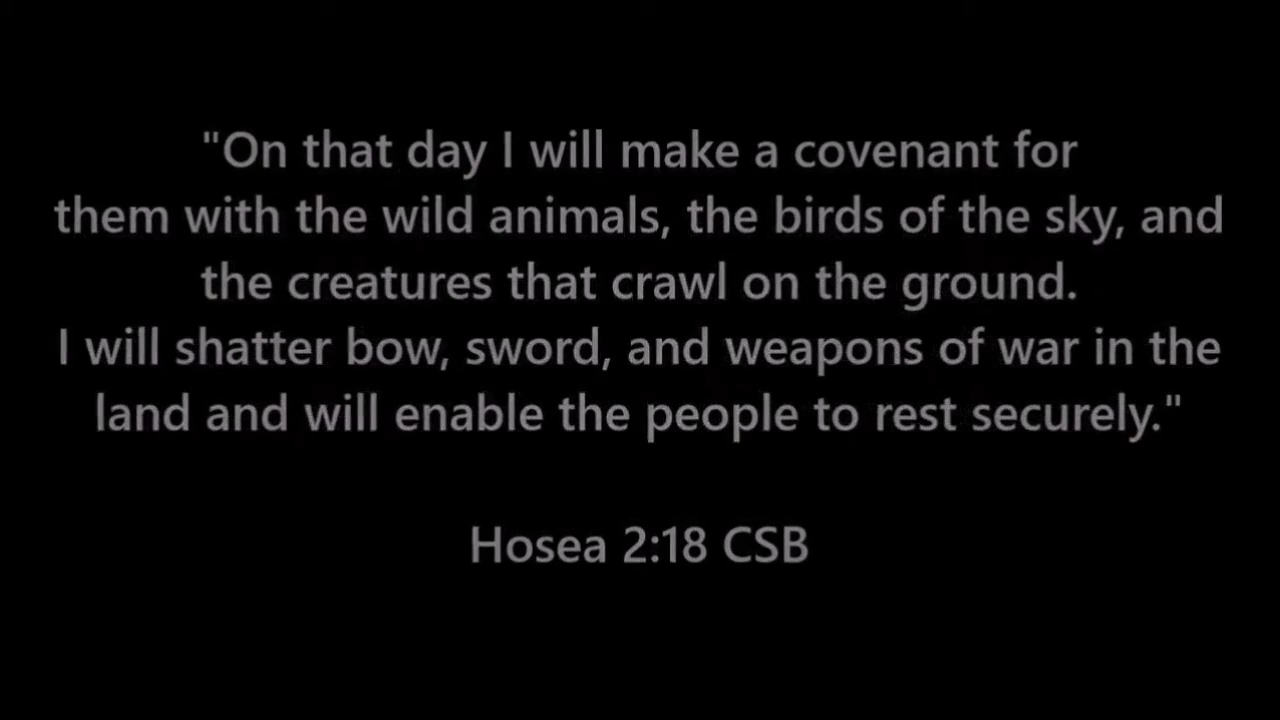 "On that day I will make a covenant for
them with the wild animals, the birds of the sky, and
the creatures that crawl on the ground.
I will shatter bow, sword, and weapons of war in the
land and will enable the people to rest securely."
Hosea 2:18 CSB